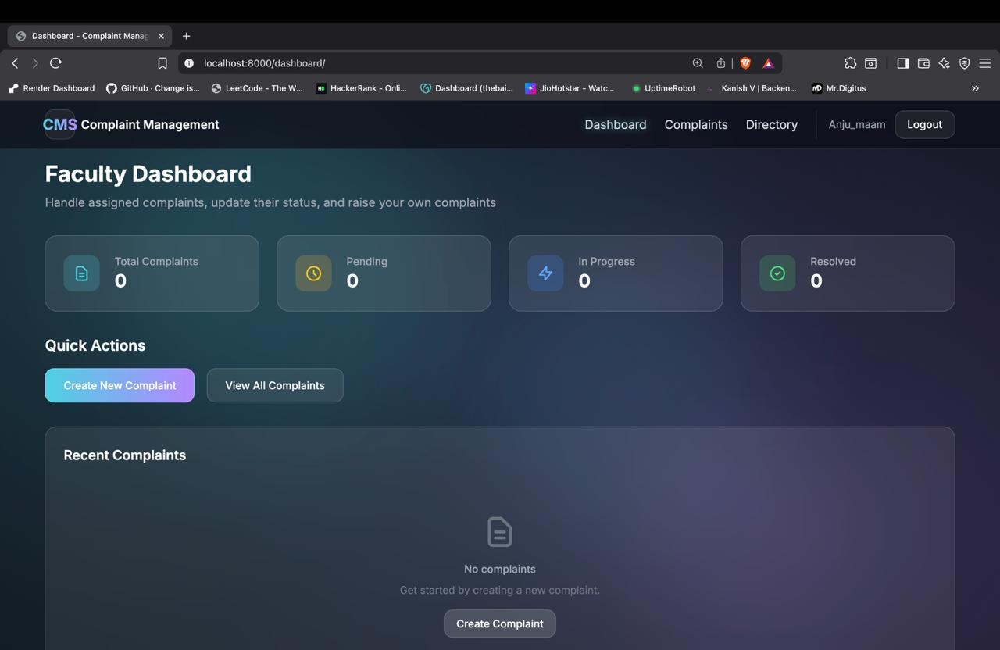 Dashboard - Complaint Manag
localhost:8000/dashboard/
Render Dashboard
GitHub · Change is...
LeetCode - The W...
HackerRank - Onli...
Dashboard (thebai...
JioHotstar - Watc...
UptimeRobot
Kanish V | Backen...
Mr.Digitus
CMS Complaint Management
Dashboard
Complaints
Directory
Anju_maam
Logout
Faculty Dashboard
Handle assigned complaints, update their status, and raise your own complaints
Total Complaints
0
Pending
0
In Progress
0
Resolved
0
Quick Actions
Create New Complaint
View All Complaints
Recent Complaints
No complaints
Get started by creating a new complaint.
Create Complaint